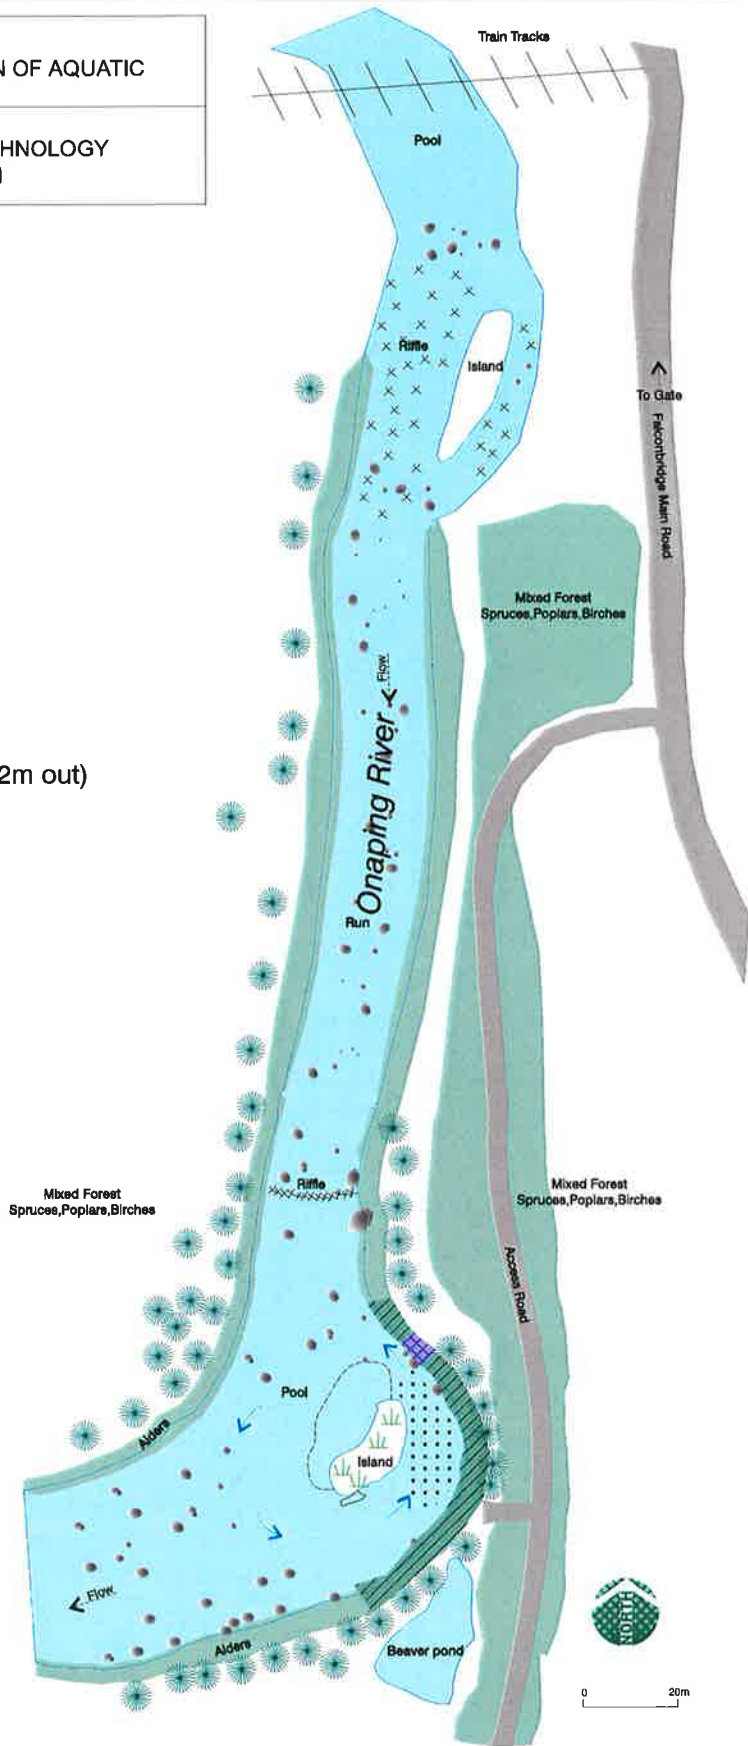 N OF AQUATIC
HNOLOGY
Train Tracks
Pool
Riffle
Island
To Gate
Falconbridge Main Road
Mixed Forest
Spruces,Poplars,Birches
Flow
Onaping River
2m out)
Run
Riffle
Mixed Forest
Spruces,Poplars,Birches
Mixed Forest
Spruces,Poplars,Birches
Access Road
Pool
Alders
Island
Flow
Alders
Beaver pond
NORTH
0 20m